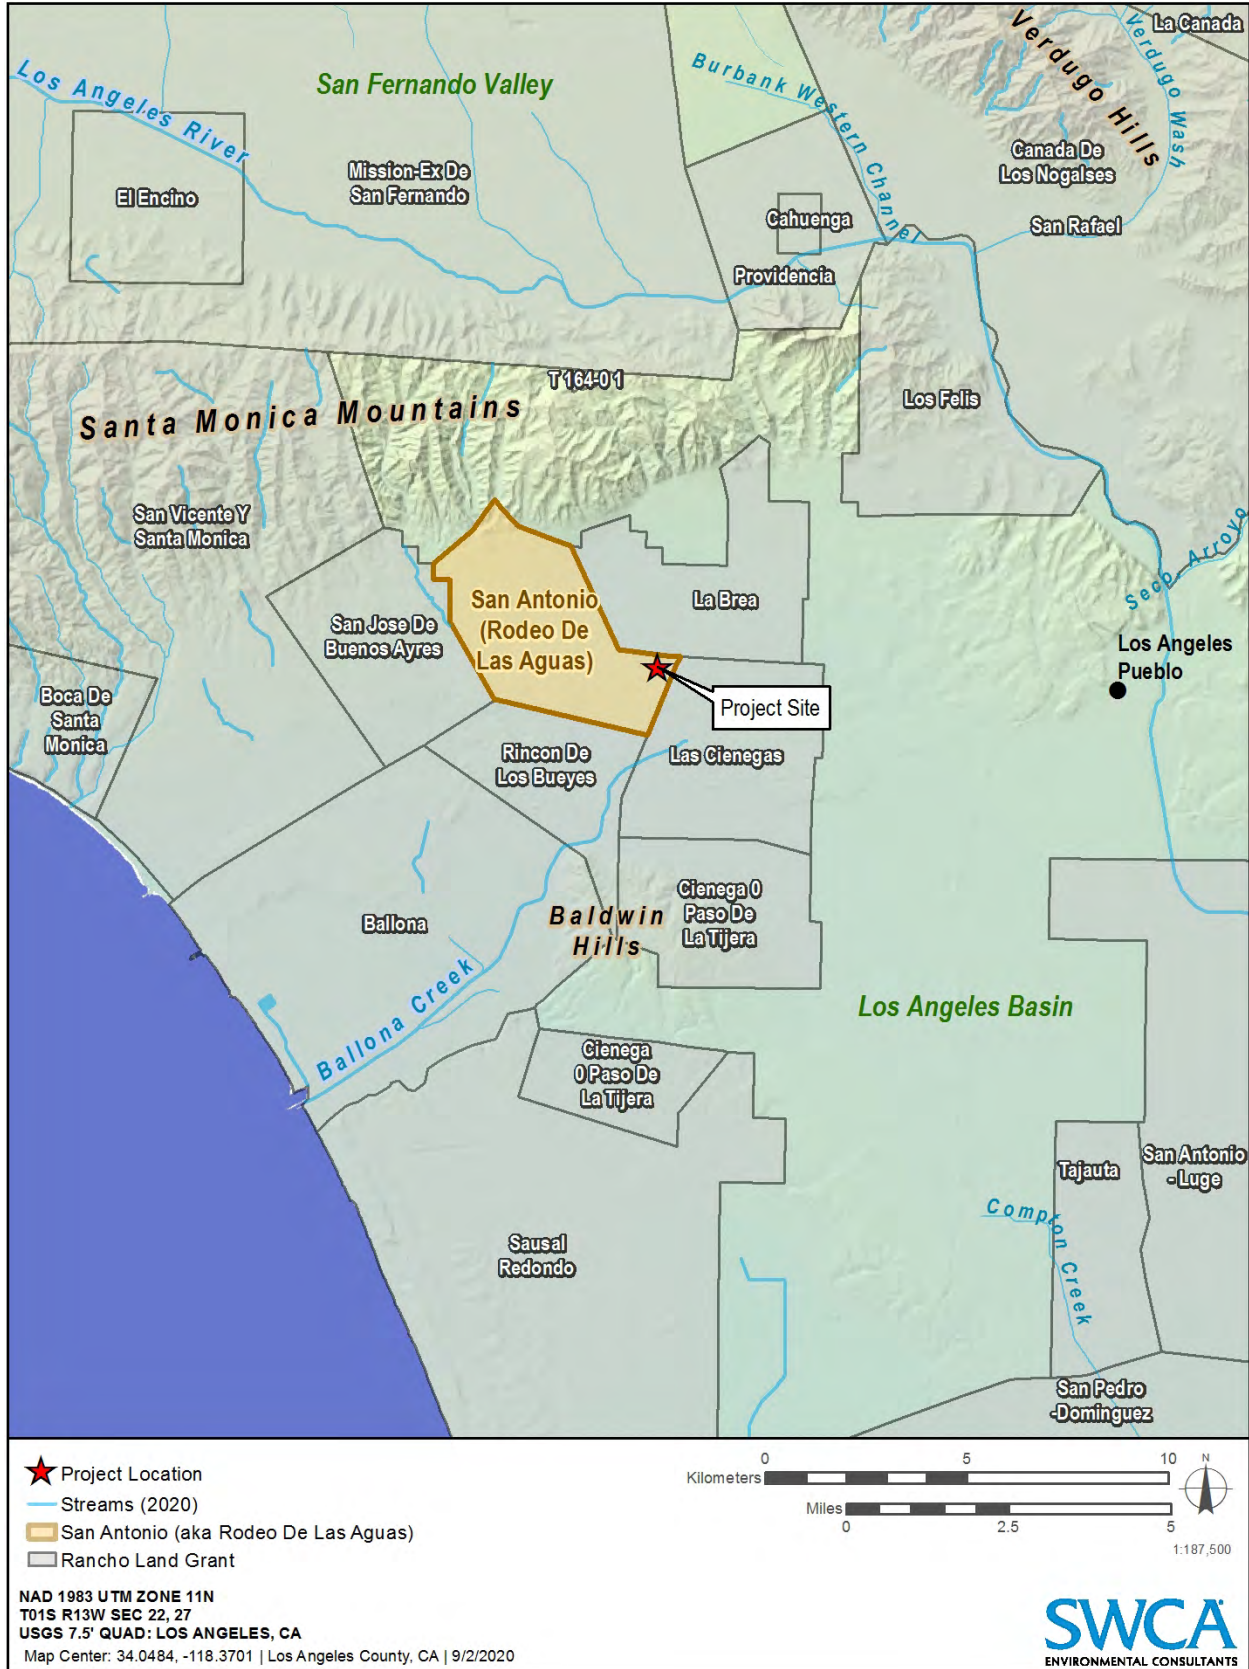 La Canada
Verdugo Hills
Verdugo Wash
San Fernando Valley
Burbank Western Channel
Los Angeles River
Mission-Ex De
San Fernando
Canada De
Los Nogalses
El Encino
Cahuenga
San Rafael
Providencia
T 164-0 1
Los Felis
Santa Monica Mountains
San Vicente Y
Santa Monica
Seco, Arroyo
San Antonio
(Rodeo De
Las Aguas)
La Brea
San Jose De
Buenos Ayres
Los Angeles
Pueblo
Boca De
Santa
Monica
Project Site
Rincon De
Los Bueyes
Las Cienegas
Cienega 0
Paso De
La Tijera
Ballona
Baldwin
Hills
Ballona Creek
Los Angeles Basin
Cienega
0 Paso De
La Tijera
Tajauta
San Antonio
- Luge
Compton Creek
Sausal
Redondo
San Pedro
-Dominguez
Project Location
Streams (2020)
San Antonio (aka Rodeo De Las Aguas)
Rancho Land Grant
0 5 10
Kilometers
Miles
0 2.5 5
N
1:187,500
NAD 1983 UTM ZONE 11N
T01S R13W SEC 22, 27
USGS 7.5' QUAD: LOS ANGELES, CA
Map Center: 34.0484, -118.3701 | Los Angeles County, CA | 9/2/2020
SWCA
ENVIRONMENTAL CONSULTANTS